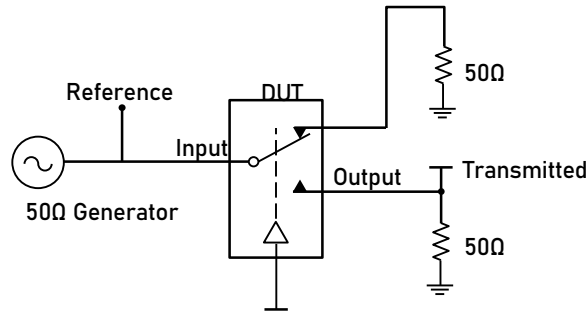 50Ω
Reference
DUT
Input
Output
Transmitted
50Ω Generator
50Ω